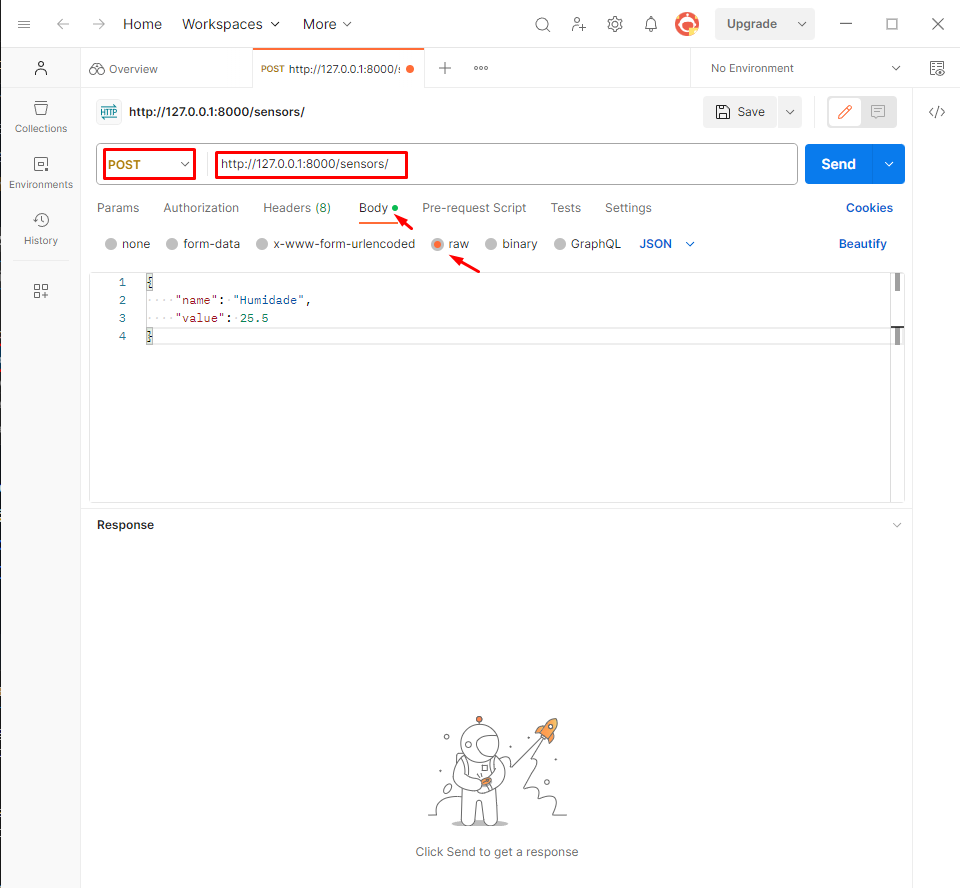 Home Workspaces More Upgrade
Overview POST http://127.0.0.1:8000/s No Environment
HTTP http://127.0.0.1:8000/sensors/ Save </>
Collections
POST http://127.0.0.1:8000/sensors/ Send
Environments
Params Authorization Headers (8) Body Pre-request Script Tests Settings Cookies
History
none form-data x-www-form-urlencoded raw binary GraphQL JSON Beautify
1 {
2 "name": "Humidade",
3 "value": 25.5
4 }
Response
Click Send to get a response